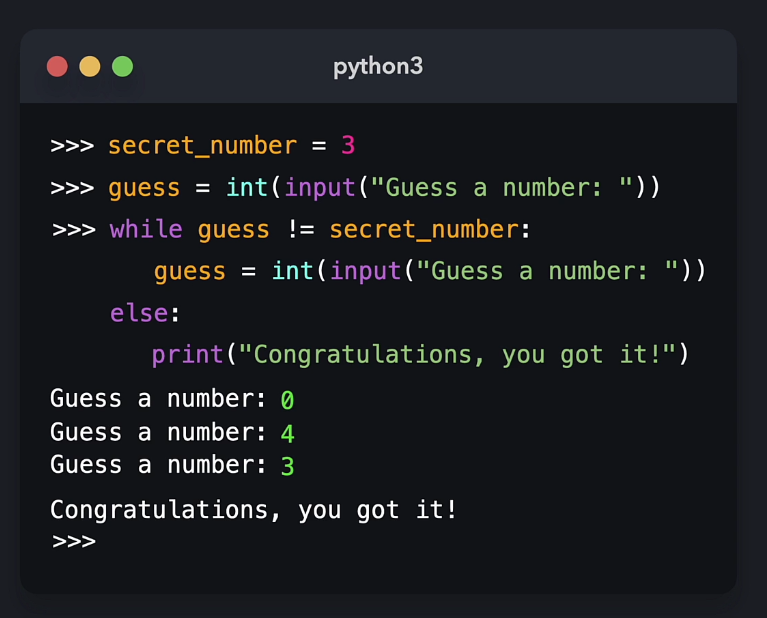 python3
>>> secret_number = 3
>>> guess = int(input("Guess a number: "))
>>> while guess != secret_number:
        guess = int(input("Guess a number: "))
    else:
        print("Congratulations, you got it!")
Guess a number: 0
Guess a number: 4
Guess a number: 3
Congratulations, you got it!
>>>